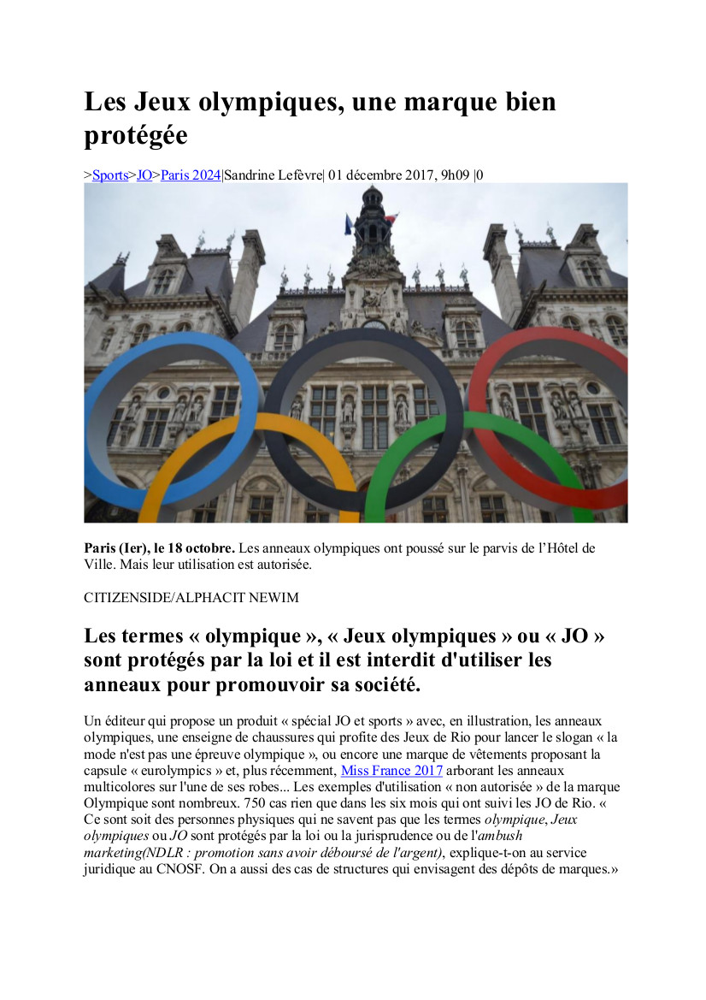 Les Jeux olympiques, une marque bien
protégée
>Sports>JO>Paris 2024|Sandrine Lefèvre| 01 décembre 2017, 9h09 |0
Paris (Ier), le 18 octobre. Les anneaux olympiques ont poussé sur le parvis de l’Hôtel de
Ville. Mais leur utilisation est autorisée.
CITIZENSIDE/ALPHACIT NEWIM
Les termes « olympique », « Jeux olympiques » ou « JO »
sont protégés par la loi et il est interdit d'utiliser les
anneaux pour promouvoir sa société.
Un éditeur qui propose un produit « spécial JO et sports » avec, en illustration, les anneaux
olympiques, une enseigne de chaussures qui profite des Jeux de Rio pour lancer le slogan « la
mode n'est pas une épreuve olympique », ou encore une marque de vêtements proposant la
capsule « eurolympics » et, plus récemment, Miss France 2017 arborant les anneaux
multicolores sur l'une de ses robes... Les exemples d'utilisation « non autorisée » de la marque
Olympique sont nombreux. 750 cas rien que dans les six mois qui ont suivi les JO de Rio. «
Ce sont soit des personnes physiques qui ne savent pas que les termes olympique, Jeux
olympiques ou JO sont protégés par la loi ou la jurisprudence ou de l'ambush
marketing(NDLR : promotion sans avoir déboursé de l'argent), explique-t-on au service
juridique au CNOSF. On a aussi des cas de structures qui envisagent des dépôts de marques.»